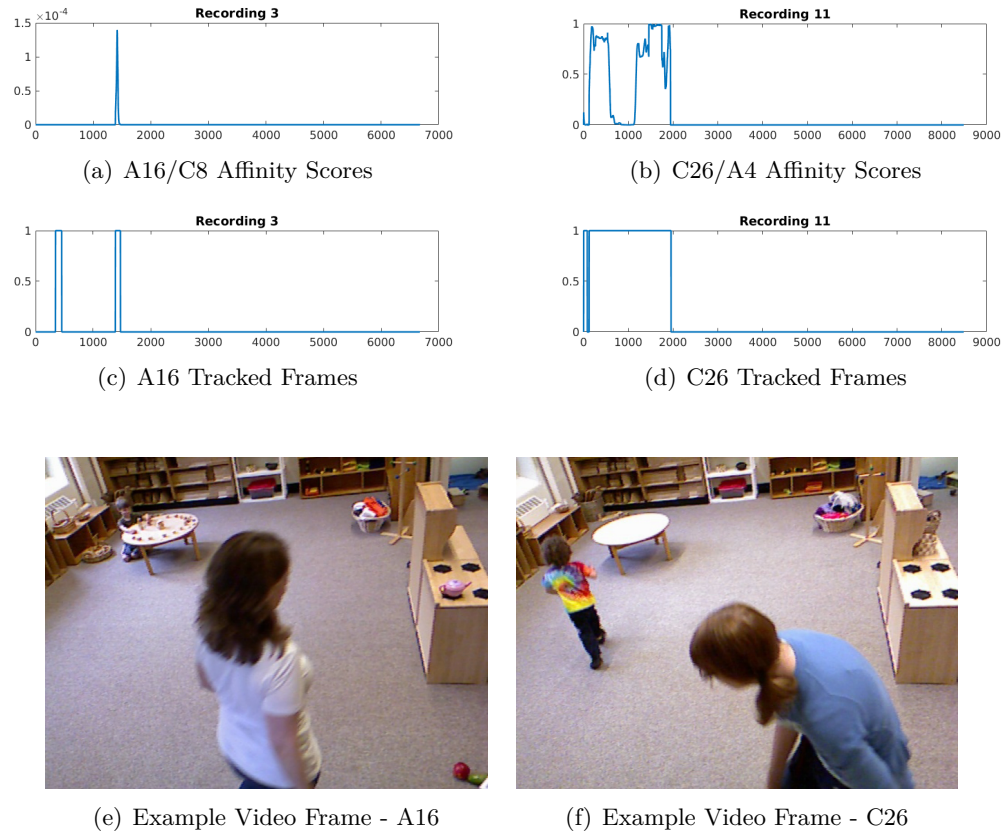 Recording 3
×10⁻⁴
1.5
1
0.5
0
0 1000 2000 3000 4000 5000 6000 7000
(a) A16/C8 Affinity Scores
Recording 11
1
0.5
0
0 1000 2000 3000 4000 5000 6000 7000 8000 9000
(b) C26/A4 Affinity Scores
Recording 3
1
0.5
0
0 1000 2000 3000 4000 5000 6000 7000
(c) A16 Tracked Frames
Recording 11
1
0.5
0
0 1000 2000 3000 4000 5000 6000 7000 8000 9000
(d) C26 Tracked Frames
(e) Example Video Frame - A16
(f) Example Video Frame - C26